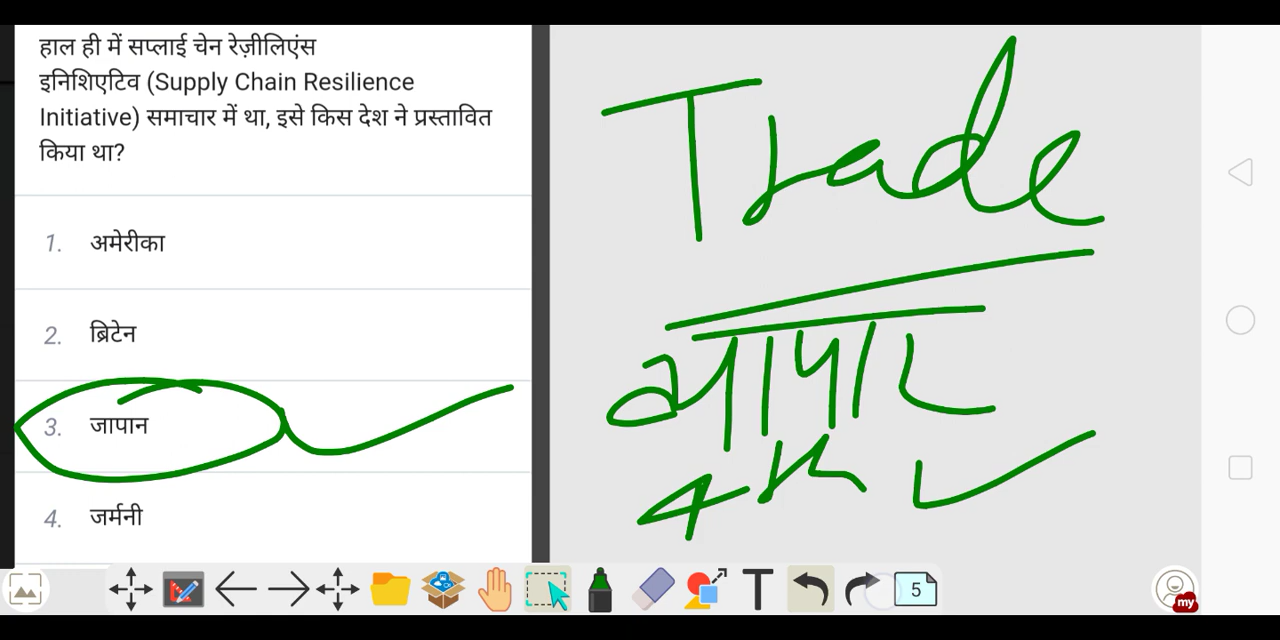 हाल ही में सप्लाई चेन रेज़ीलिएंस
इनिशिएटिव (Supply Chain Resilience
Initiative) समाचार में था, इसे किस देश ने प्रस्तावित
किया था?
1. अमेरीका
2. ब्रिटेन
3. जापान
4. जर्मनी
Trade
व्यापार
5
my